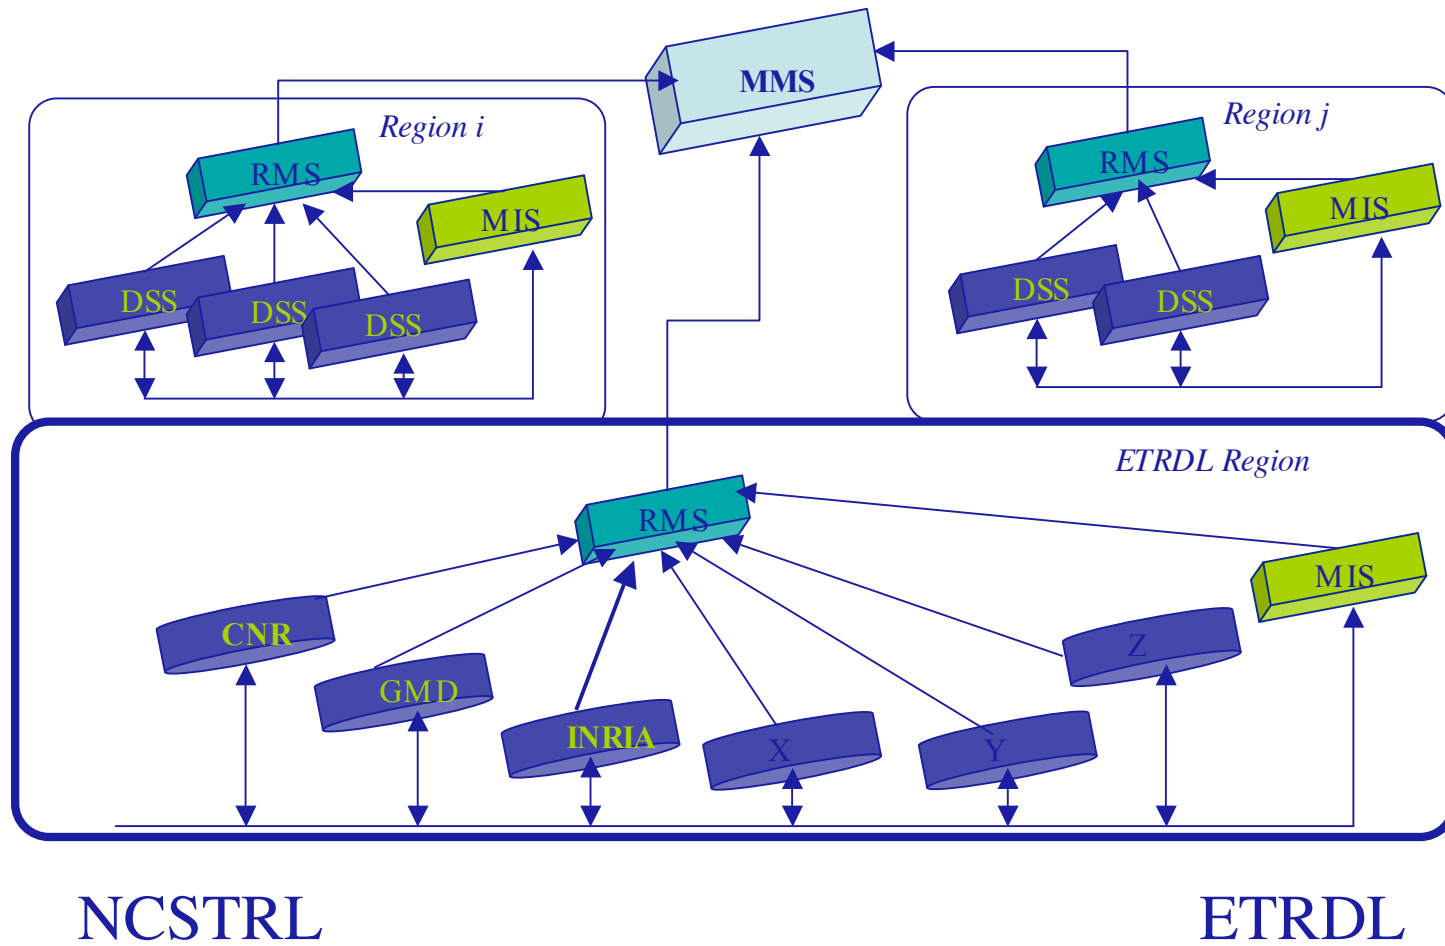 MMS
Region i
Region j
RMS
RMS
MIS
MIS
DSS
DSS
DSS
DSS
DSS
ETRDL Region
RMS
MIS
CNR
GMD
INRIA
X
Y
Z
NCSTRL
ETRDL